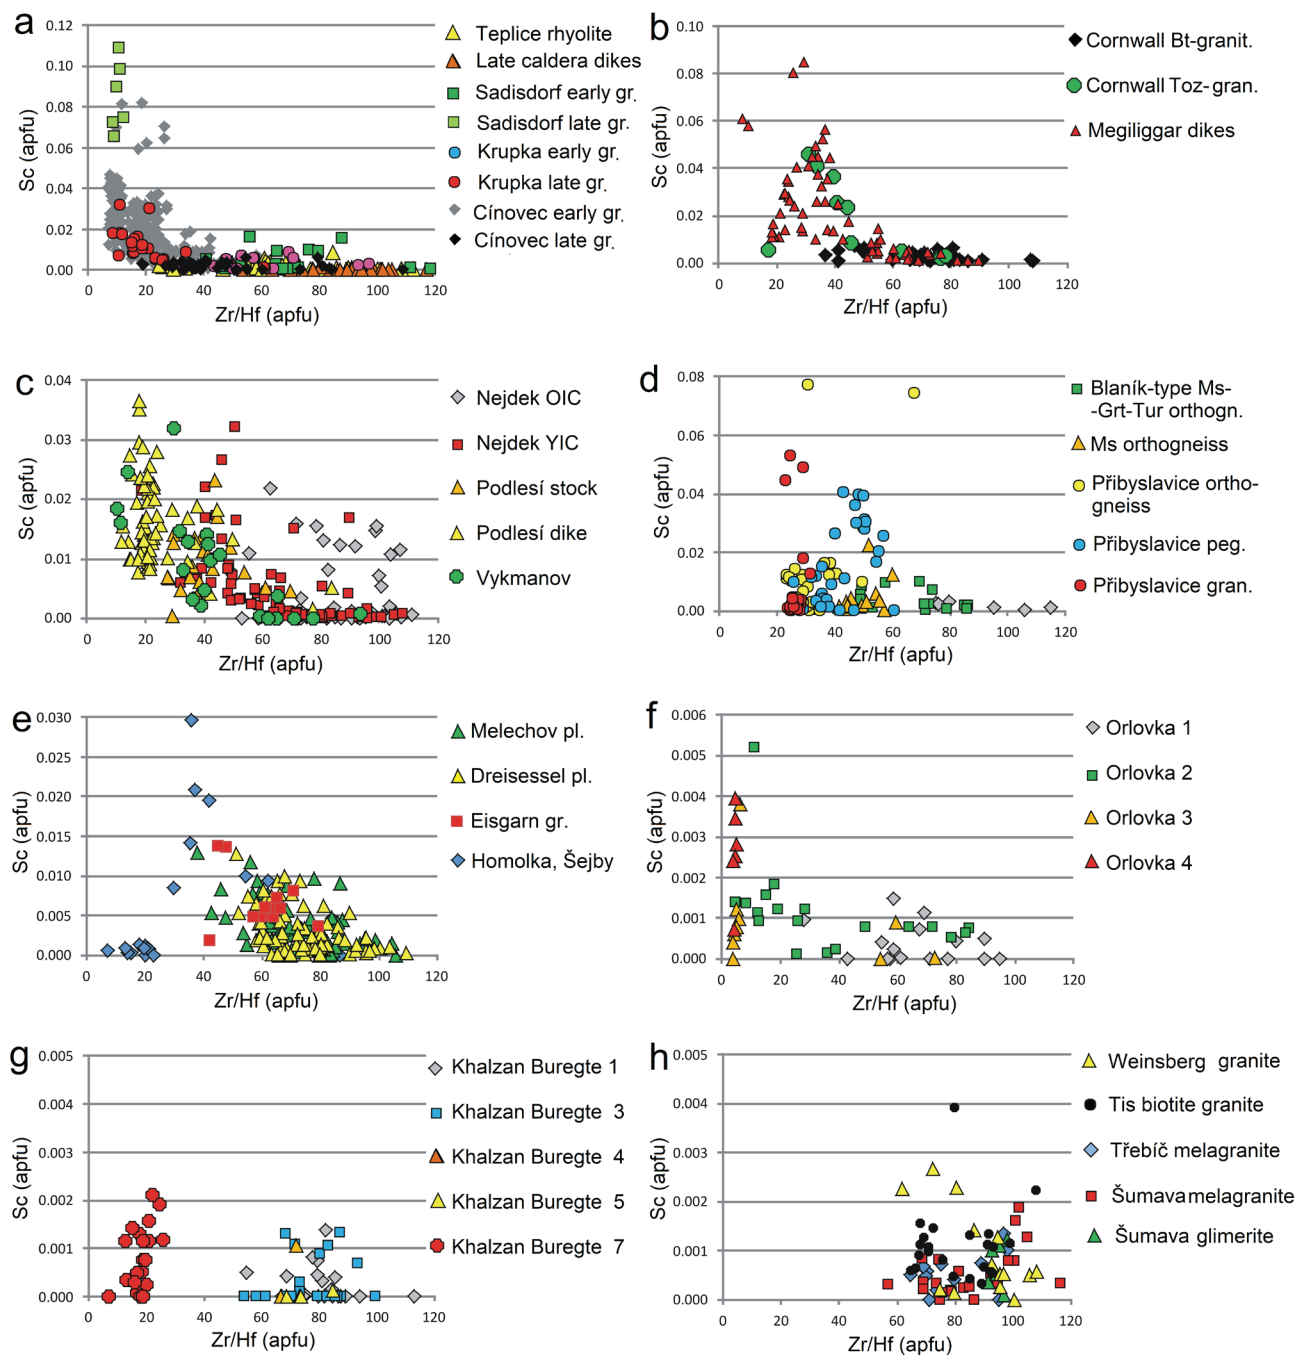 a
0.12
0.10
0.08
0.06
0.04
0.02
0.00
Sc (apfu)
0 20 40 60 80 100 120
Zr/Hf (apfu)
Teplice rhyolite
Late caldera dikes
Sadisdorf early gr.
Sadisdorf late gr.
Krupka early gr.
Krupka late gr.
Cínovec early gr.
Cínovec late gr.
b
0.10
0.08
0.06
0.04
0.02
0.00
Sc (apfu)
0 20 40 60 80 100 120
Zr/Hf (apfu)
Cornwall Bt-granit.
Cornwall Toz-gran.
Megiliggar dikes
c
0.04
0.03
0.02
0.01
0.00
Sc (apfu)
0 20 40 60 80 100 120
Zr/Hf (apfu)
Nejdek OIC
Nejdek YIC
Podlesí stock
Podlesí dike
Vykmanov
d
0.08
0.06
0.04
0.02
0.00
Sc (apfu)
0 20 40 60 80 100 120
Zr/Hf (apfu)
Blaník-type Ms-
-Grt-Tur orthogn.
Ms orthogneiss
Přibyslavice ortho-
gneiss
Přibyslavice peg.
Přibyslavice gran.
e
0.030
0.025
0.020
0.015
0.010
0.005
0.000
Sc (apfu)
0 20 40 60 80 100 120
Zr/Hf (apfu)
Melechov pl.
Dreisessel pl.
Eisgarn gr.
Homolka, Šejby
f
0.006
0.005
0.004
0.003
0.002
0.001
0.000
Sc (apfu)
0 20 40 60 80 100 120
Zr/Hf (apfu)
Orlovka 1
Orlovka 2
Orlovka 3
Orlovka 4
g
0.005
0.004
0.003
0.002
0.001
0.000
Sc (apfu)
0 20 40 60 80 100 120
Zr/Hf (apfu)
Khalzan Buregte 1
Khalzan Buregte 3
Khalzan Buregte 4
Khalzan Buregte 5
Khalzan Buregte 7
h
0.005
0.004
0.003
0.002
0.001
0.000
Sc (apfu)
0 20 40 60 80 100 120
Zr/Hf (apfu)
Weinsberg granite
Tis biotite granite
Třebíč melagranite
Šumava melagranite
Šumava glimerite